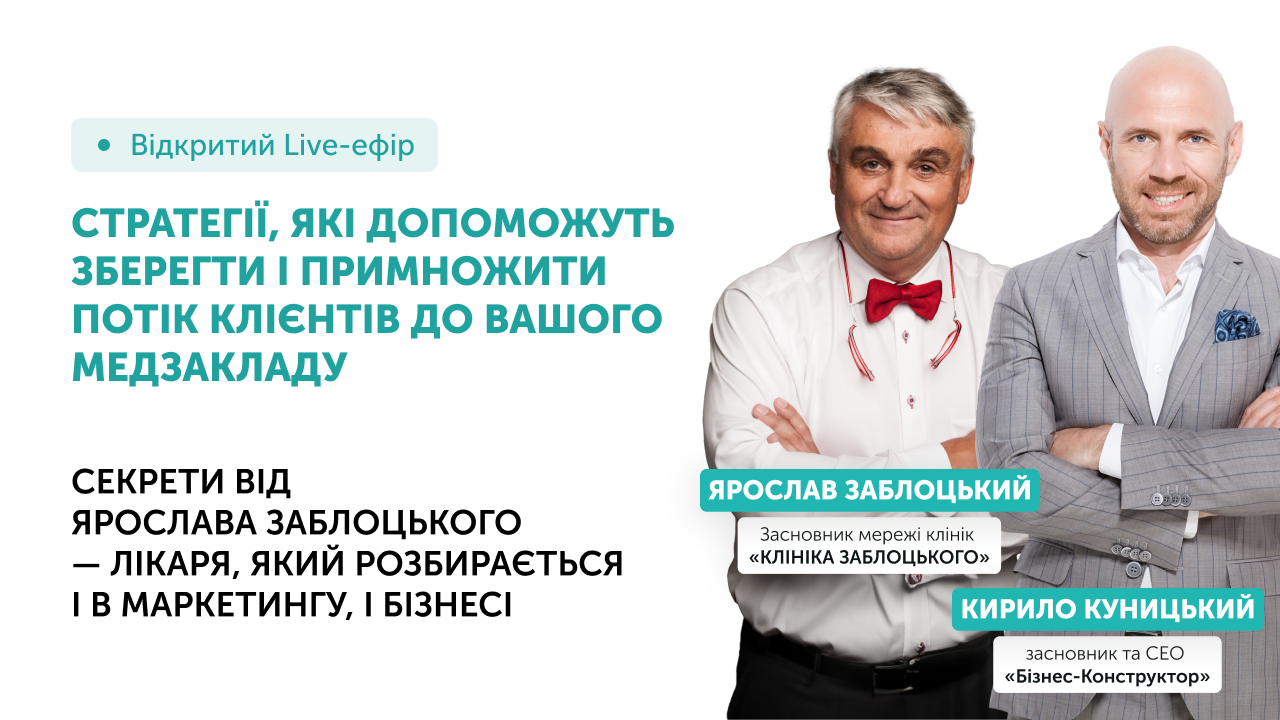 Відкритий Live-ефір
СТРАТЕГІЇ, ЯКІ ДОПОМОЖУТЬ
ЗБЕРЕГТИ І ПРИМНОЖИТИ
ПОТІК КЛІЄНТІВ ДО ВАШОГО
МЕДЗАКЛАДУ
СЕКРЕТИ ВІД
ЯРОСЛАВА ЗАБЛОЦЬКОГО
— ЛІКАРЯ, ЯКИЙ РОЗБИРАЄТЬСЯ
І В МАРКЕТИНГУ, І БІЗНЕСІ
ЯРОСЛАВ ЗАБЛОЦЬКИЙ
Засновник мережі клінік
«КЛІНІКА ЗАБЛОЦЬКОГО»
КИРИЛО КУНИЦЬКИЙ
засновник та СЕО
«Бізнес-Конструктор»